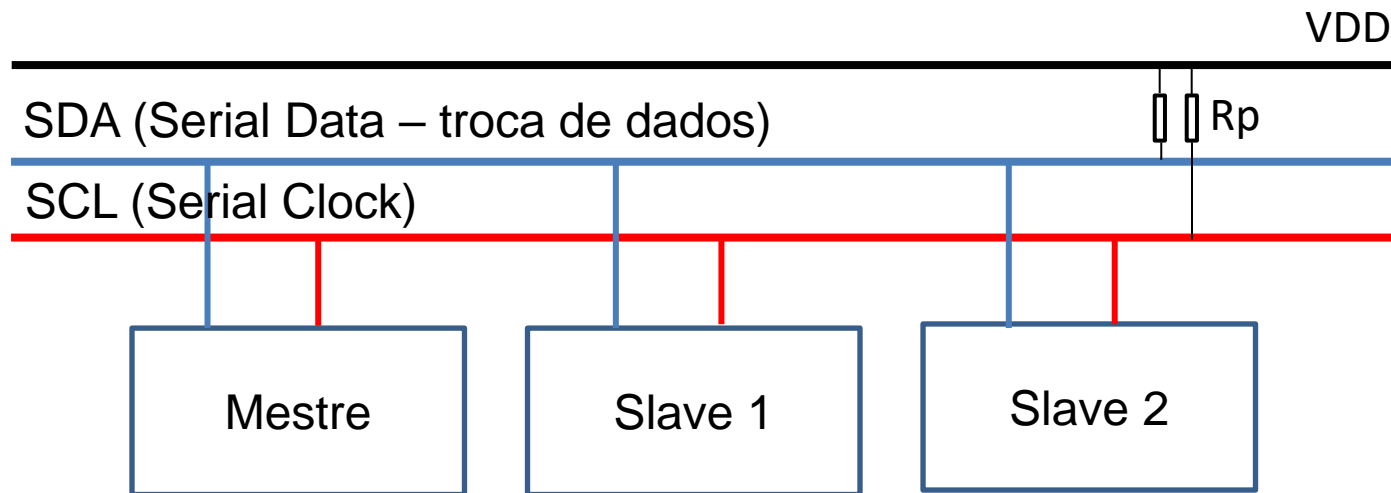 VDD
SDA (Serial Data – troca de dados)
Rp
SCL (Serial Clock)
Mestre
Slave 1
Slave 2